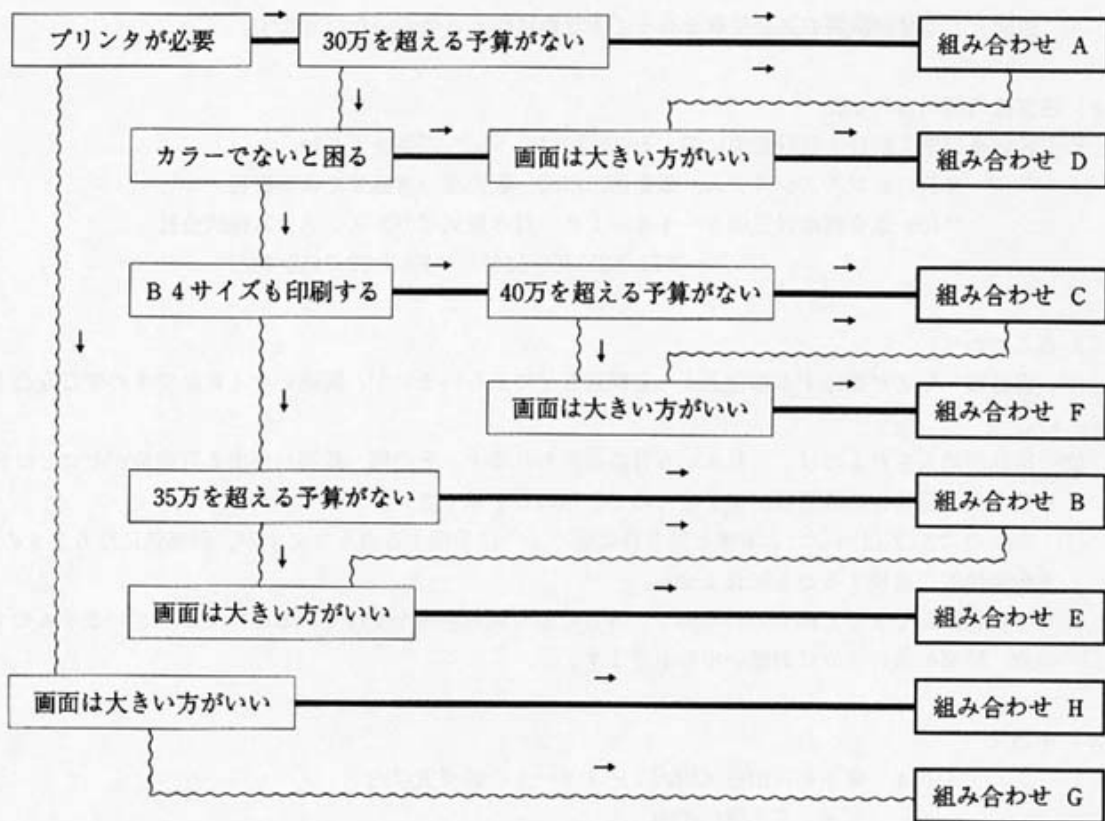 プリンタが必要
30万を超える予算がない
組み合わせ A
カラーでないと困る
画面は大きい方がいい
組み合わせ D
B 4サイズも印刷する
40万を超える予算がない
組み合わせ C
画面は大きい方がいい
組み合わせ F
35万を超える予算がない
組み合わせ B
画面は大きい方がいい
組み合わせ E
画面は大きい方がいい
組み合わせ H
組み合わせ G